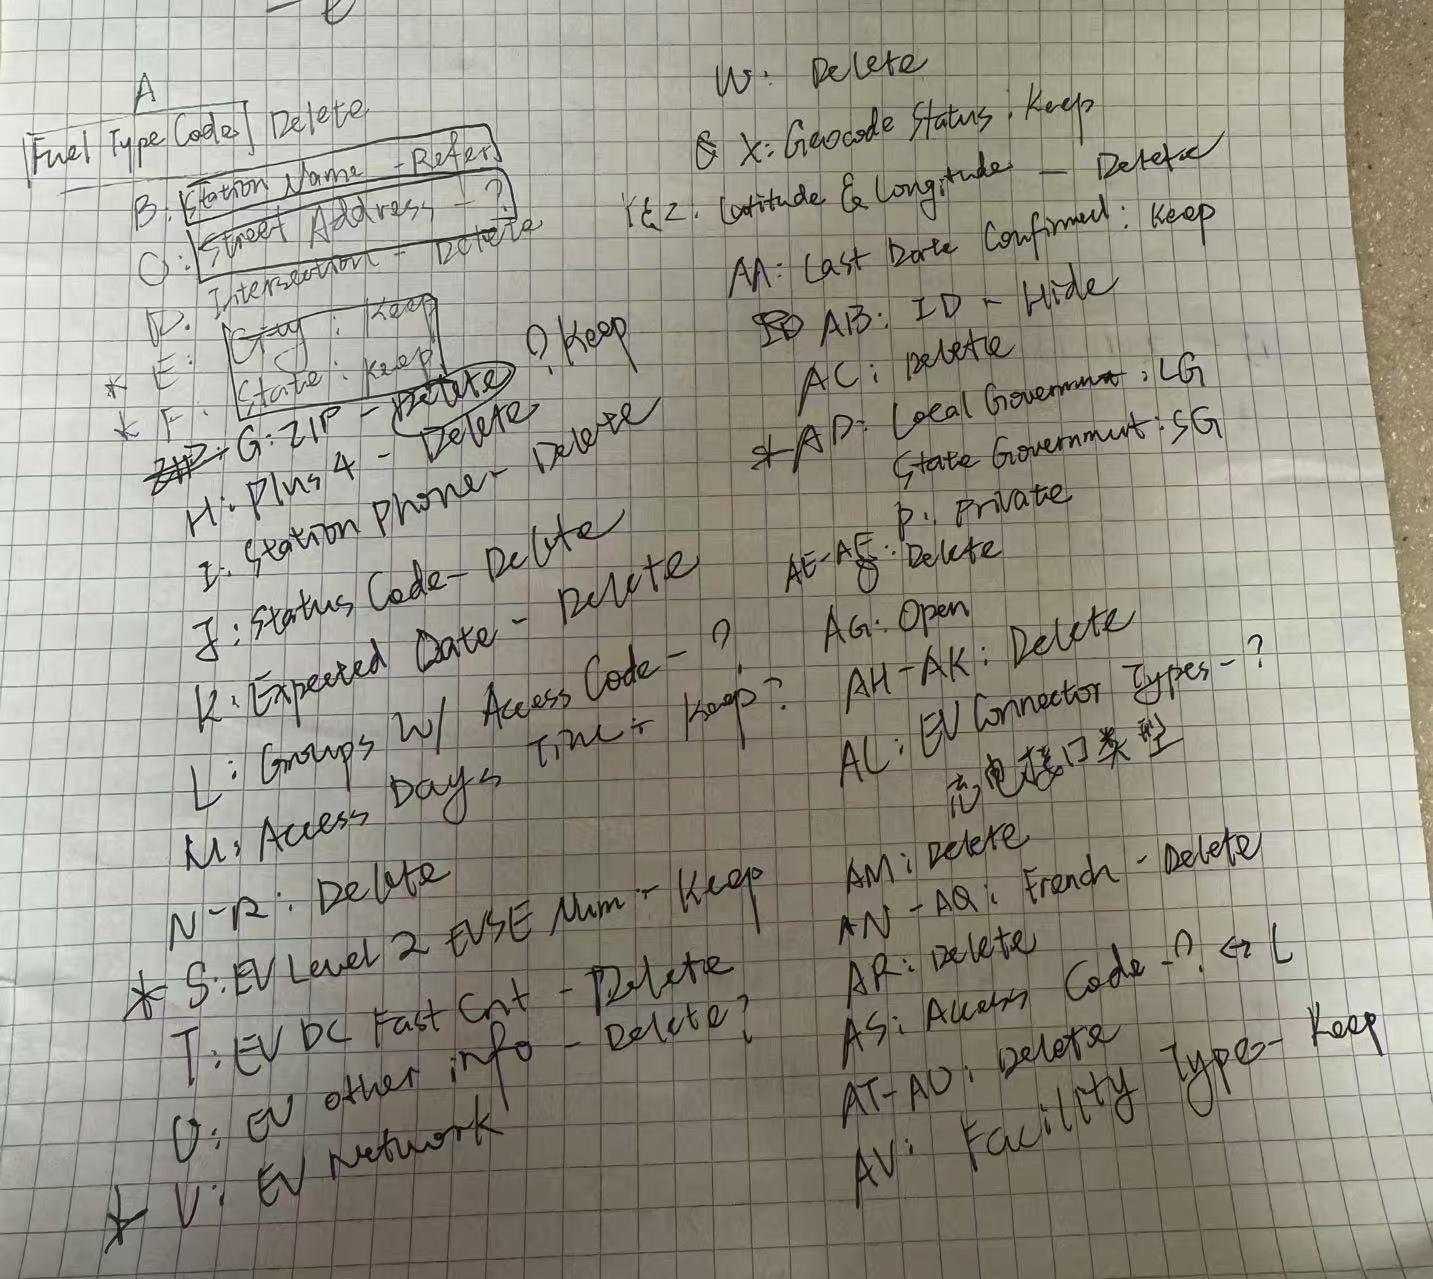 A
Fuel Type Code Delete
B: Station Name - Refer
C: Street Address - ?
D. Intersection - Delete
* E: City: Keep
* F: State: Keep
G: ZIP - Delete ? Keep
H: Plus 4 - Delete
I: Station Phone - Delete
J: Status Code - Delete
K: Expected Date - Delete
L: Groups W/ Access Code - ?
M: Access Days Time - Keep?
N-R: Delete
* S: EV Level 2 EVSE Num - Keep
T: EV DC Fast Cnt - Delete
U: EV other info - Delete?
* V: EV Network
W: Delete
X: Geocode Status: Keep
Y&Z: Latitude & Longitude - Delete
AA: Last Date Confirmed: Keep
AB: ID - Hide
AC: Delete
* AD: Local Government: LG
State Government: SG
P: Private
AE-AF: Delete
AG: Open
AH-AK: Delete
AL: EV Connector Types - ?
充电接口类型
AM: Delete
AN-AQ: French - Delete
AR: Delete
AS: Access Code - ? ↔ L
AT-AU: Delete
AV: Facility Type - Keep